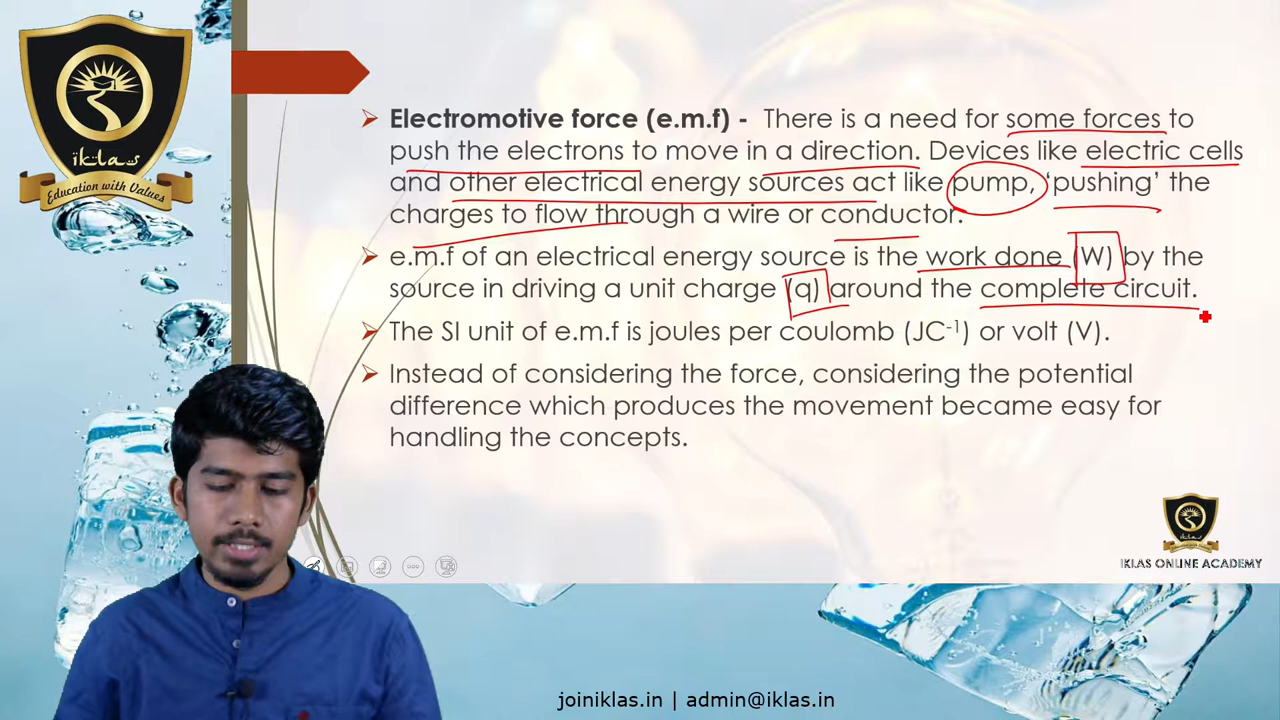 iklas
Education with Values
➢ Electromotive force (e.m.f) - There is a need for some forces to
push the electrons to move in a direction. Devices like electric cells
and other electrical energy sources act like pump, ‘pushing’ the
charges to flow through a wire or conductor.
➢ e.m.f of an electrical energy source is the work done (W) by the
source in driving a unit charge (q) around the complete circuit.
➢ The SI unit of e.m.f is joules per coulomb (JC⁻¹) or volt (V).
➢ Instead of considering the force, considering the potential
difference which produces the movement became easy for
handling the concepts.
iklas
IKLAS ONLINE ACADEMY
joiniklas.in | admin@iklas.in